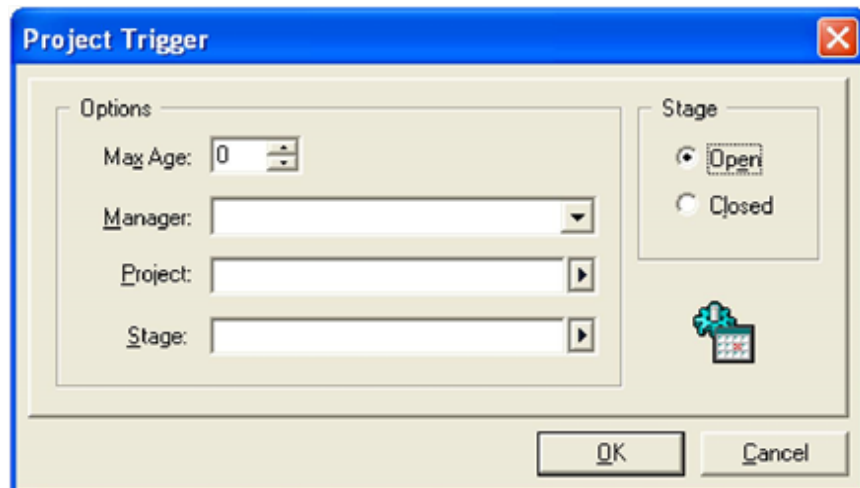 Project Trigger
Options
Max Age: 0
Manager:
Project:
Stage:
Stage
Open
Closed
OK
Cancel